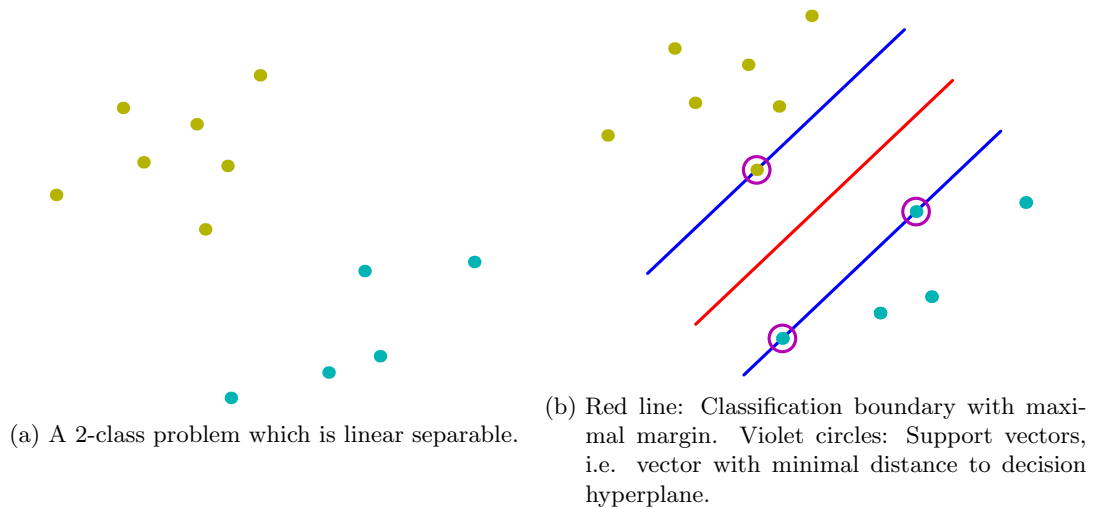 (a) A 2-class problem which is linear separable.
(b) Red line: Classification boundary with maxi-
mal margin. Violet circles: Support vectors,
i.e. vector with minimal distance to decision
hyperplane.